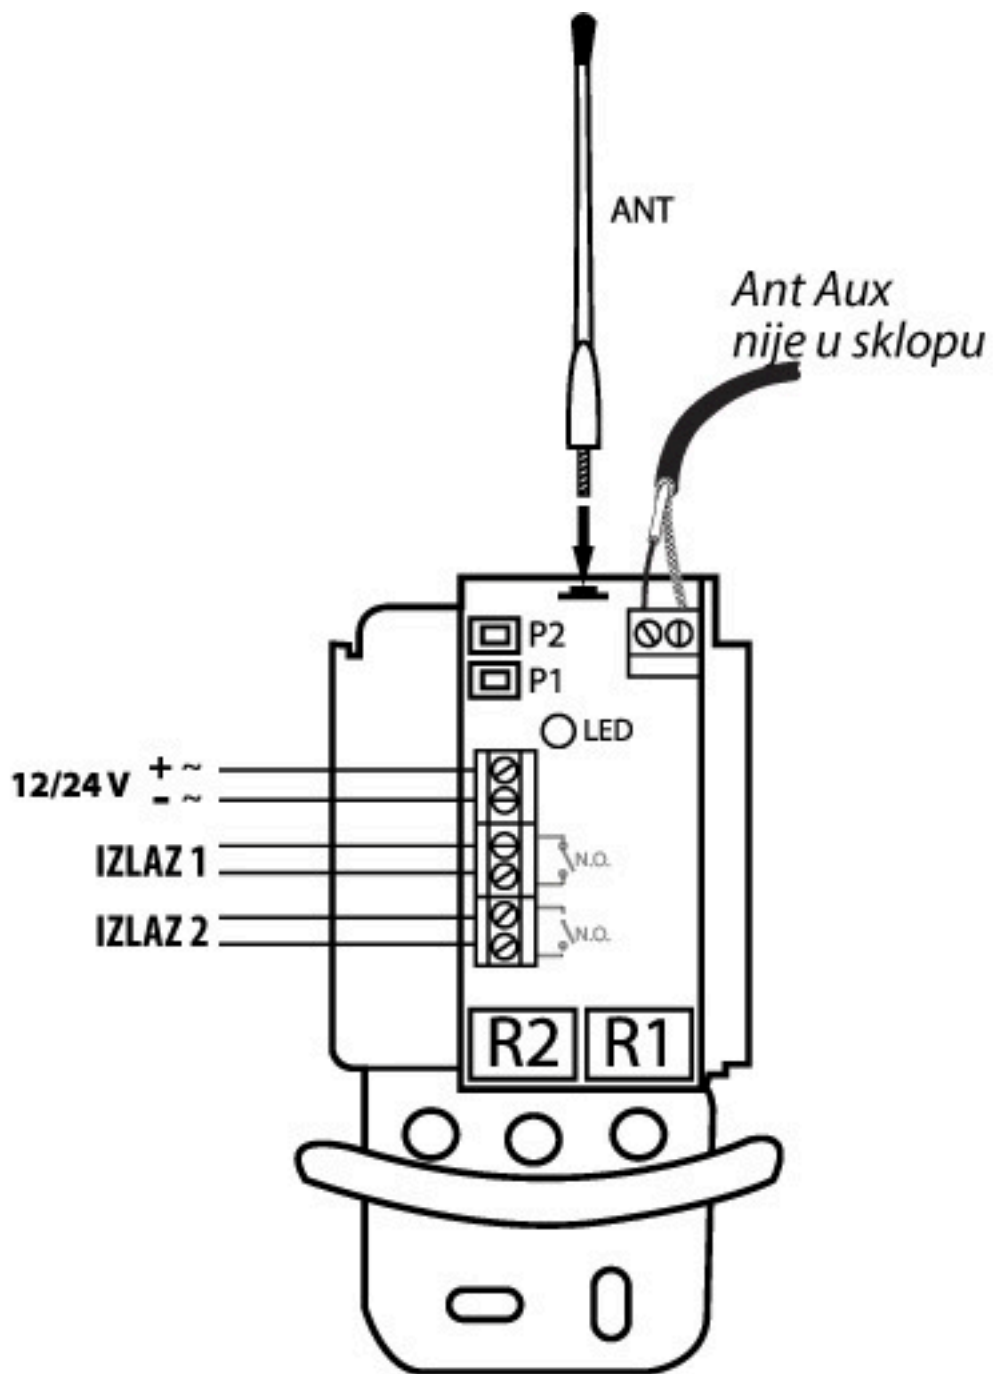 ANT
Ant Aux
nije u sklopu
P2
P1
LED
12/24 V + ~
- ~
IZLAZ 1
N.O.
IZLAZ 2
N.O.
R2 R1